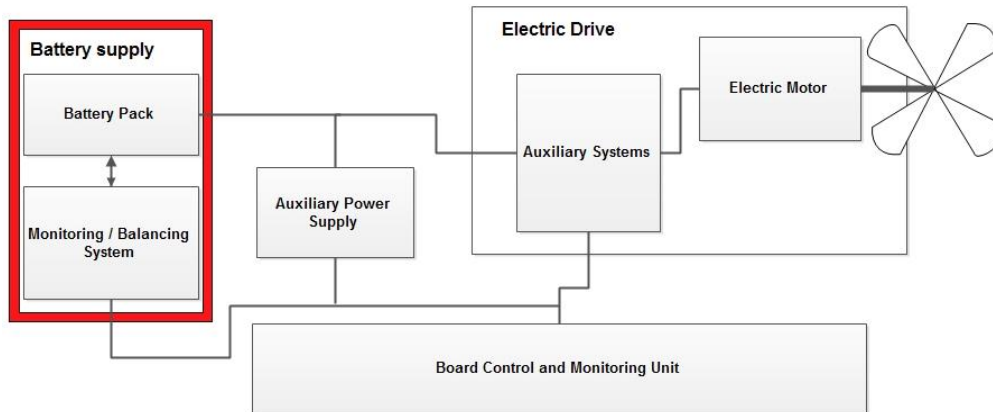 Battery supply
Battery Pack
Monitoring / Balancing
System
Auxiliary Power
Supply
Electric Drive
Auxiliary Systems
Electric Motor
Board Control and Monitoring Unit